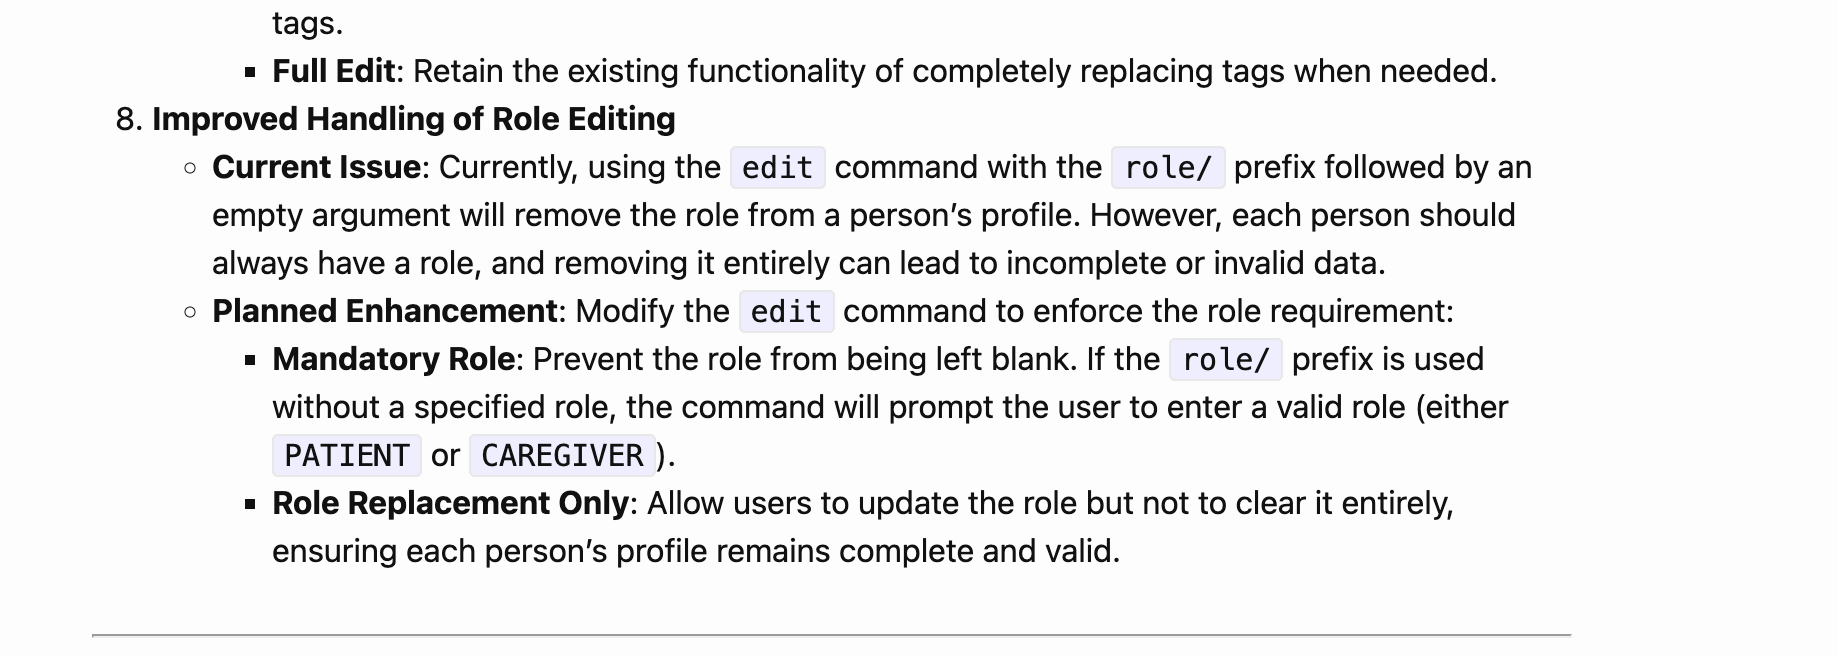 tags.
▪ Full Edit: Retain the existing functionality of completely replacing tags when needed.
8. Improved Handling of Role Editing
○ Current Issue: Currently, using the edit command with the role/ prefix followed by an
empty argument will remove the role from a person’s profile. However, each person should
always have a role, and removing it entirely can lead to incomplete or invalid data.
○ Planned Enhancement: Modify the edit command to enforce the role requirement:
▪ Mandatory Role: Prevent the role from being left blank. If the role/ prefix is used
without a specified role, the command will prompt the user to enter a valid role (either
PATIENT or CAREGIVER).
▪ Role Replacement Only: Allow users to update the role but not to clear it entirely,
ensuring each person’s profile remains complete and valid.